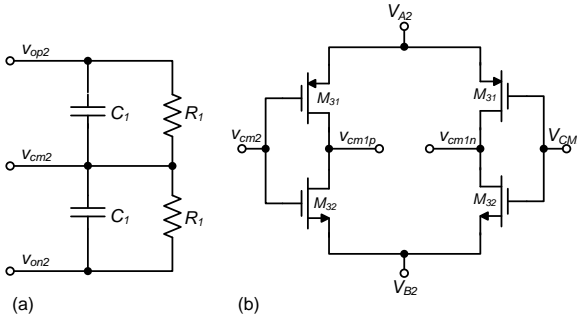 V_A2
v_op2
C_1
R_1
M_31
M_31
v_cm2
v_cm2
v_cm1p
v_cm1n
V_CM
C_1
R_1
M_32
M_32
v_on2
V_B2
(a)
(b)